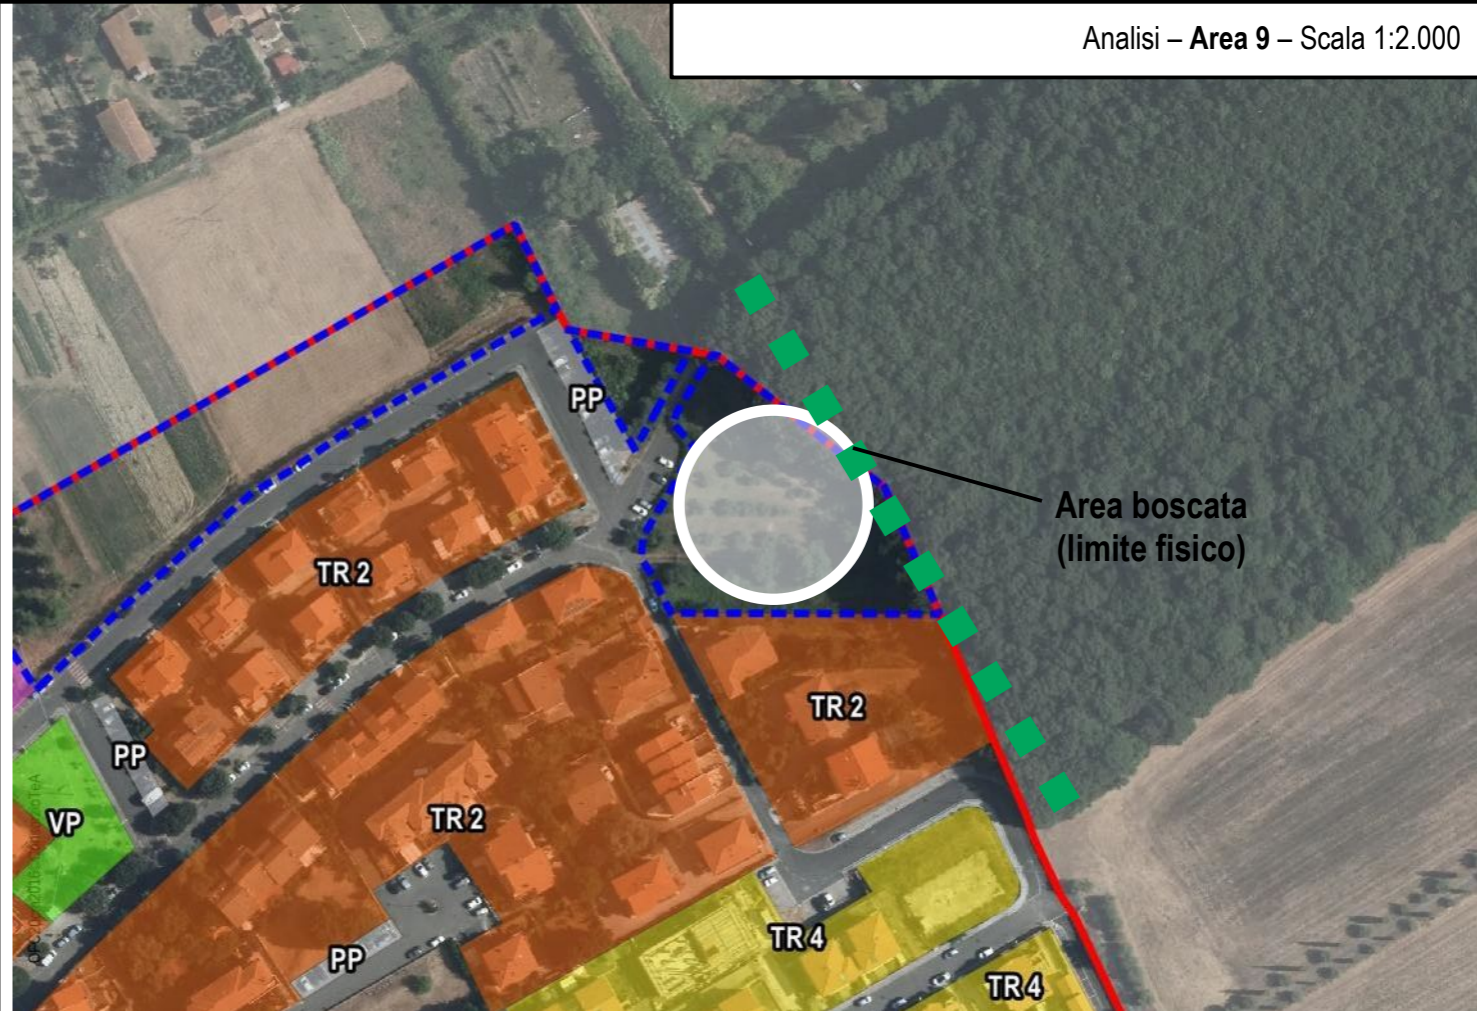 Analisi – Area 9 – Scala 1:2.000
PP
Area boscata
(limite fisico)
TR 2
TR 2
PP
VP
TR 2
TR 4
PP
TR 4